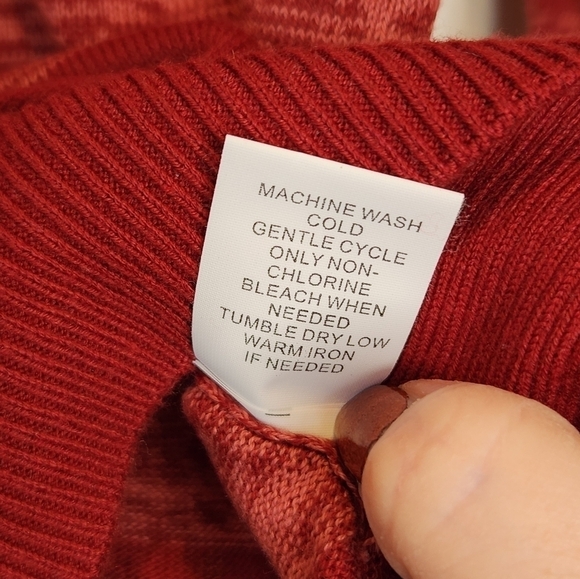 MACHINE WASH
COLD
GENTLE CYCLE
ONLY NON-
CHLORINE
BLEACH WHEN
NEEDED
TUMBLE DRY LOW
WARM IRON
IF NEEDED